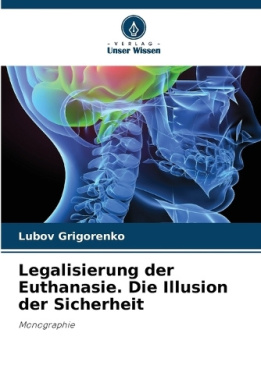 - VERLAG -
Unser Wissen
Lubov Grigorenko
Legalisierung der
Euthanasie. Die Illusion
der Sicherheit
Monographie